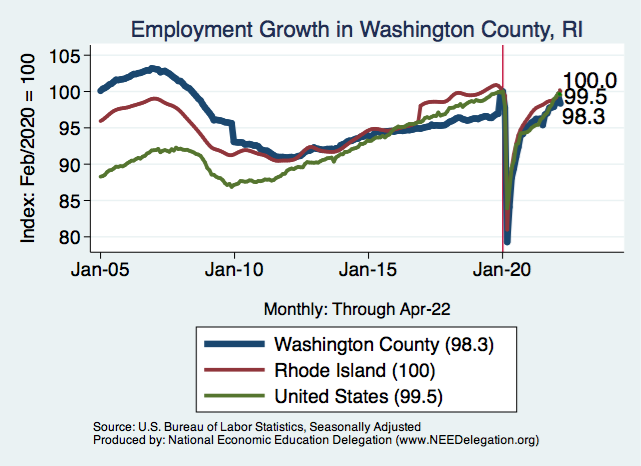 Employment Growth in Washington County, RI
Index: Feb/2020 = 100
105
100
95
90
85
80
100.0
99.5
98.3
Jan-05 Jan-10 Jan-15 Jan-20
Monthly: Through Apr-22
Washington County (98.3)
Rhode Island (100)
United States (99.5)
Source: U.S. Bureau of Labor Statistics, Seasonally Adjusted
Produced by: National Economic Education Delegation (www.NEEDelegation.org)